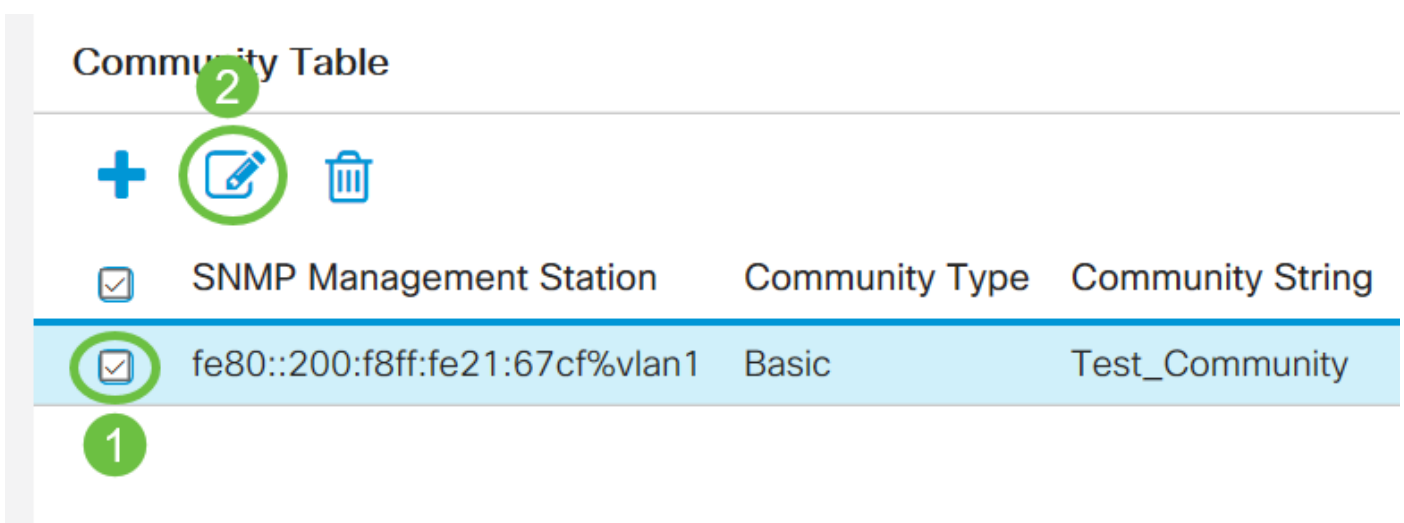 Community Table
2
SNMP Management Station Community Type Community String
fe80::200:f8ff:fe21:67cf%vlan1 Basic Test_Community
1